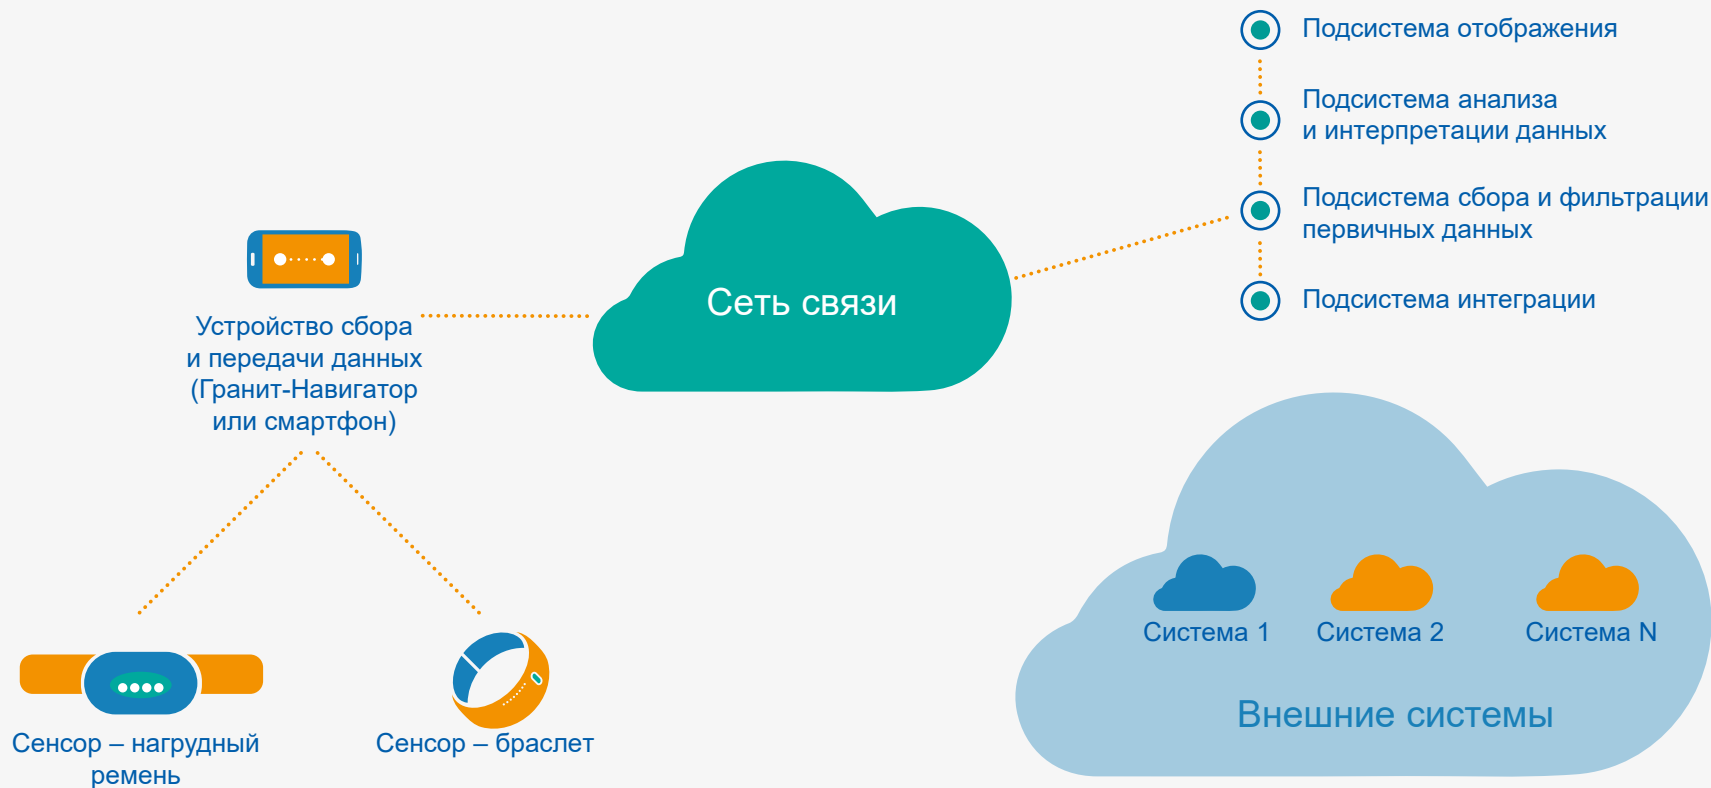 Подсистема отображения
Подсистема анализа
и интерпретации данных
Подсистема сбора и фильтрации
первичных данных
Подсистема интеграции
Сеть связи
Устройство сбора
и передачи данных
(Гранит-Навигатор
или смартфон)
Сенсор – нагрудный
ремень
Сенсор – браслет
Система 1
Система 2
Система N
Внешние системы